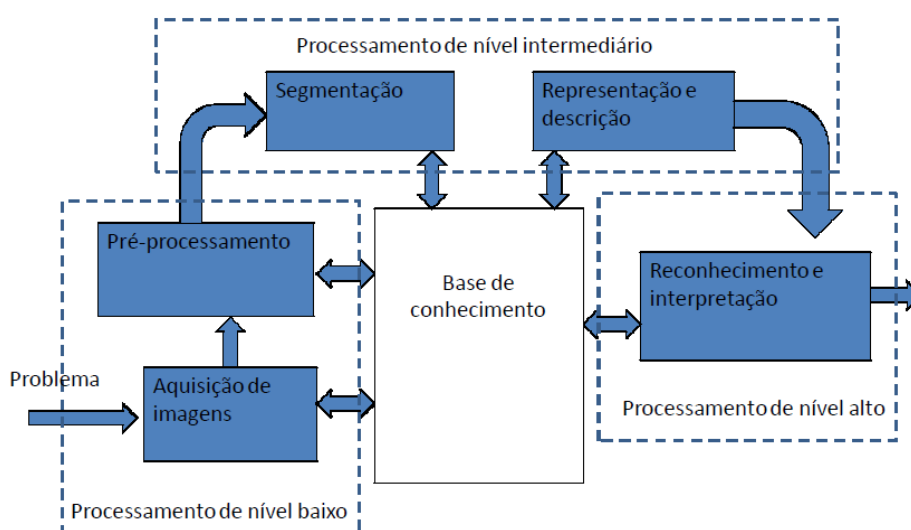 Processamento de nível intermediário
Segmentação
Representação e
descrição
Pré-processamento
Base de
conhecimento
Reconhecimento e
interpretação
Problema
Aquisição de
imagens
Processamento de nível alto
Processamento de nível baixo